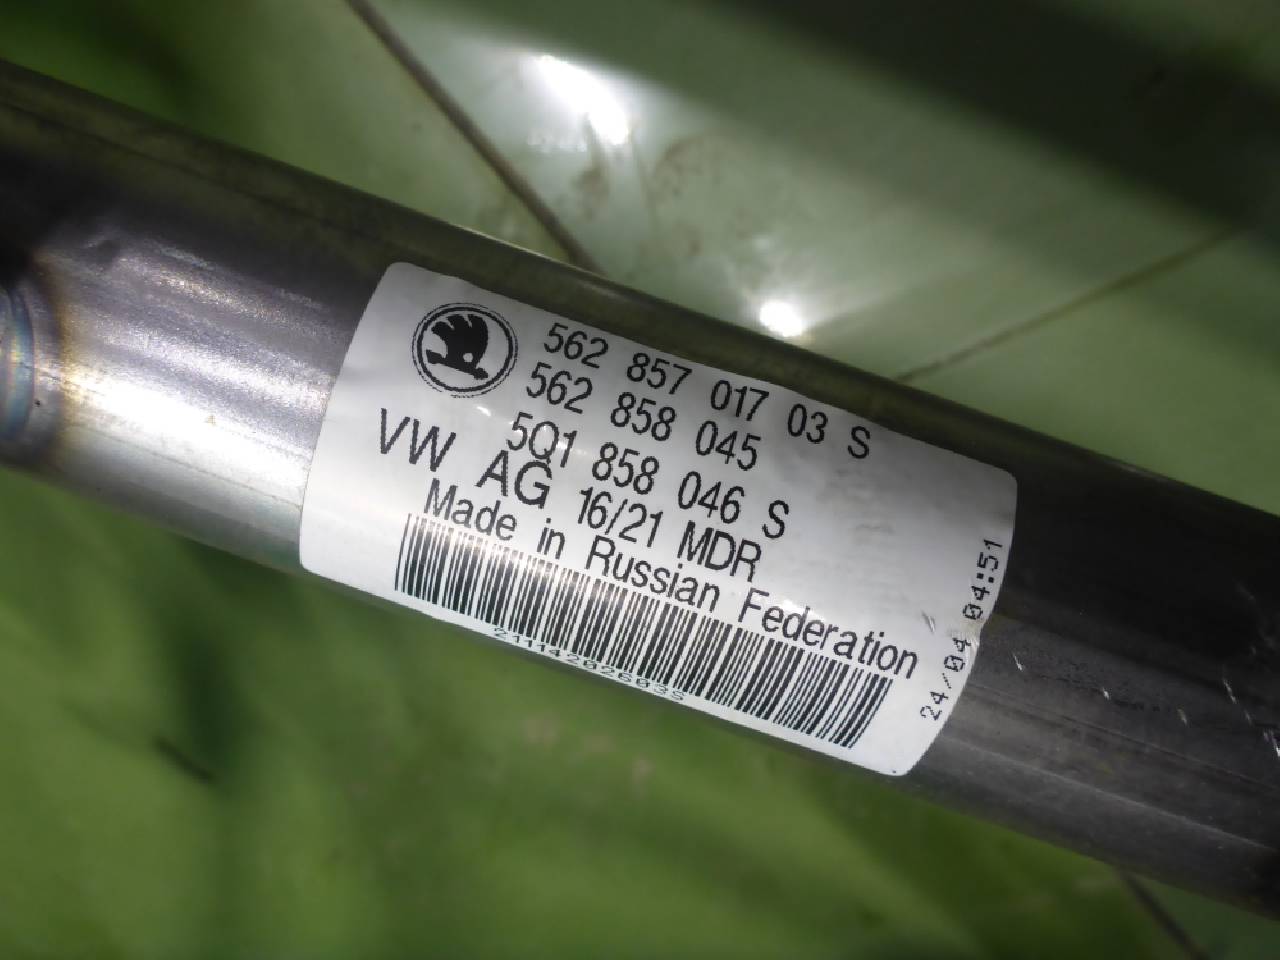 562 857 017 03 S
562 858 045
5Q1 858 046 S
VW AG 16/21 MDR
Made in Russian Federation
24/04 04:51